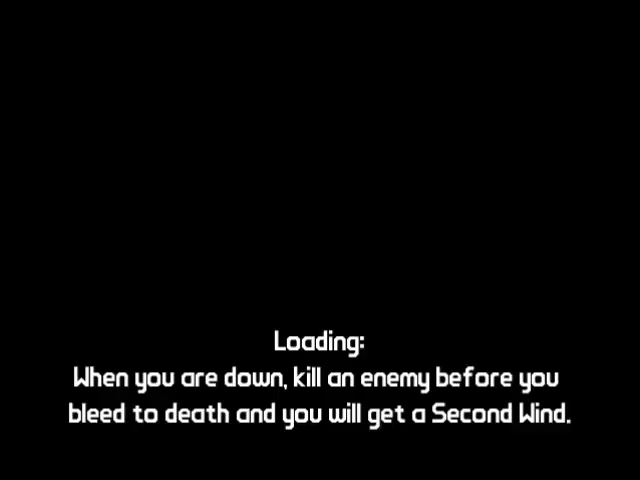 Loading:
When you are down, kill an enemy before you
bleed to death and you will get a Second Wind.